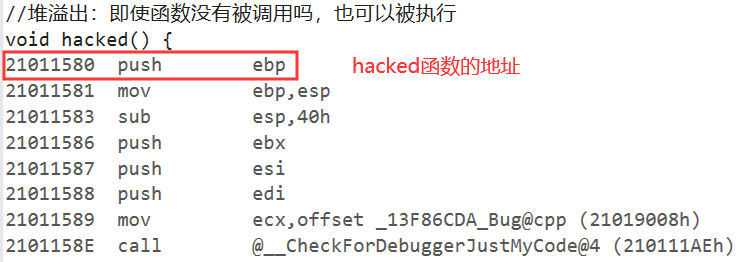 //堆溢出：即使函数没有被调用吗，也可以被执行
void hacked() {
21011580 push ebp hacked函数的地址
21011581 mov ebp,esp
21011583 sub esp,40h
21011586 push ebx
21011587 push esi
21011588 push edi
21011589 mov ecx,offset _13F86CDA_Bug@cpp (21019008h)
2101158E call @__CheckForDebuggerJustMyCode@4 (210111AEh)